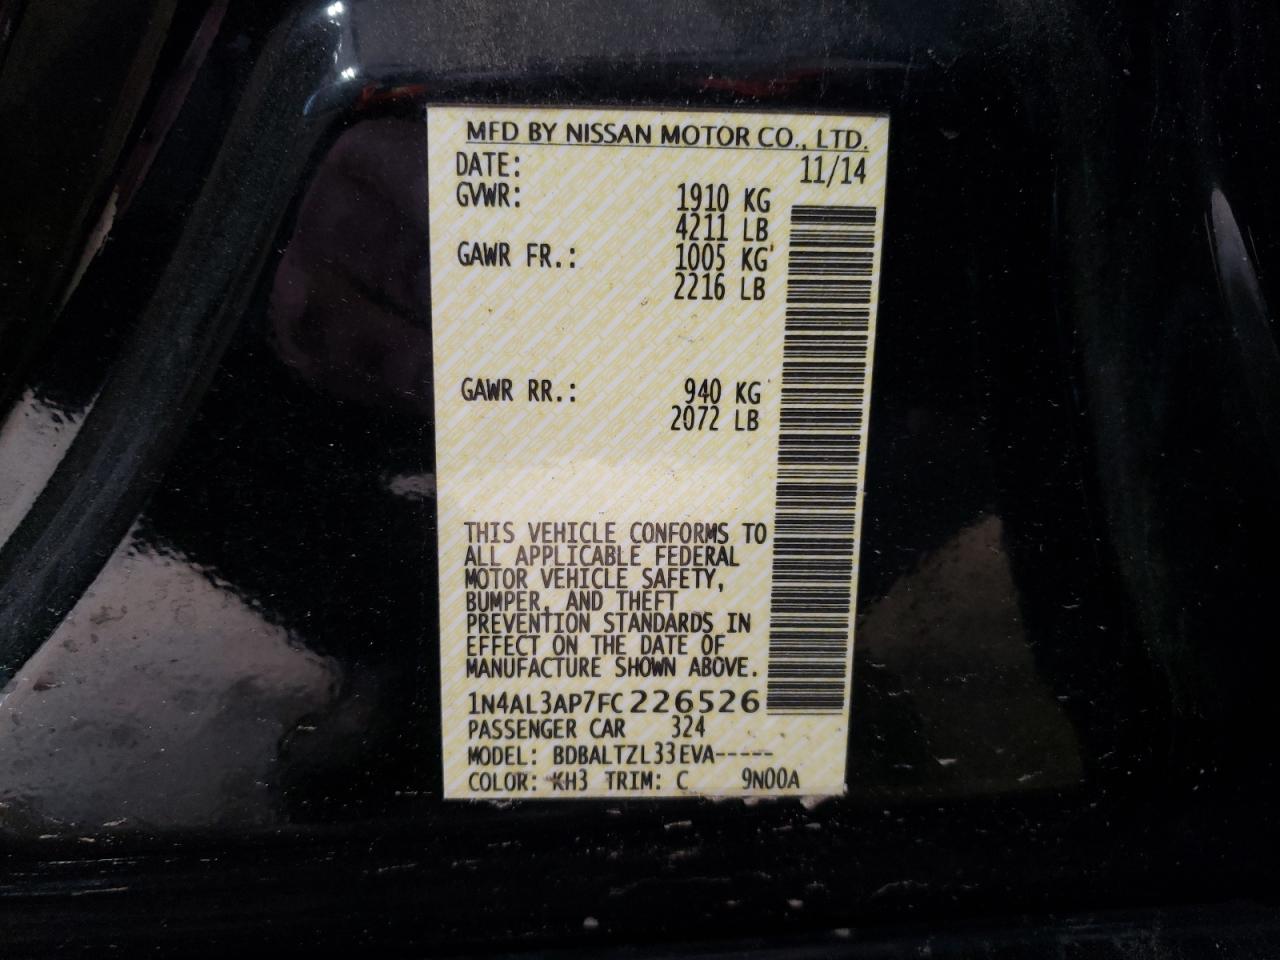 MFD BY NISSAN MOTOR CO., LTD.
DATE: 11/14
GVWR: 1910 KG
4211 LB
GAWR FR.: 1005 KG
2216 LB
GAWR RR.: 940 KG
2072 LB
THIS VEHICLE CONFORMS TO
ALL APPLICABLE FEDERAL
MOTOR VEHICLE SAFETY,
BUMPER, AND THEFT
PREVENTION STANDARDS IN
EFFECT ON THE DATE OF
MANUFACTURE SHOWN ABOVE.
1N4AL3AP7FC226526
PASSENGER CAR 324
MODEL: BDBALTZL33EVA-----
COLOR: KH3 TRIM: C 9N00A